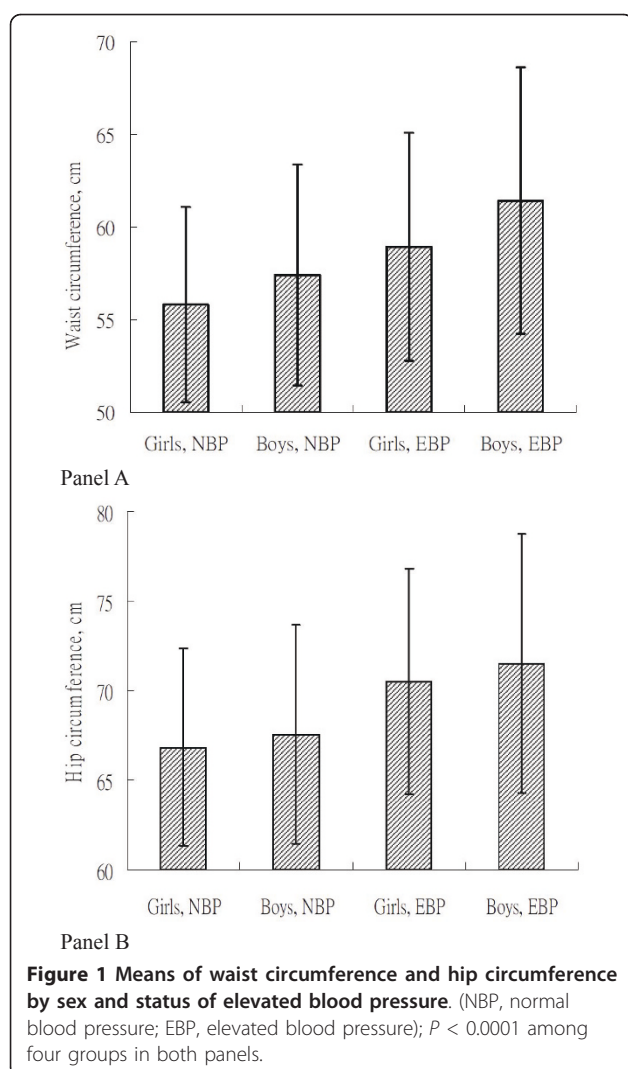 70
65
60
55
50
Waist circumference, cm
Girls, NBP Boys, NBP Girls, EBP Boys, EBP
Panel A
80
75
70
65
60
Hip circumference, cm
Girls, NBP Boys, NBP Girls, EBP Boys, EBP
Panel B
Figure 1 Means of waist circumference and hip circumference
by sex and status of elevated blood pressure. (NBP, normal
blood pressure; EBP, elevated blood pressure); P < 0.0001 among
four groups in both panels.